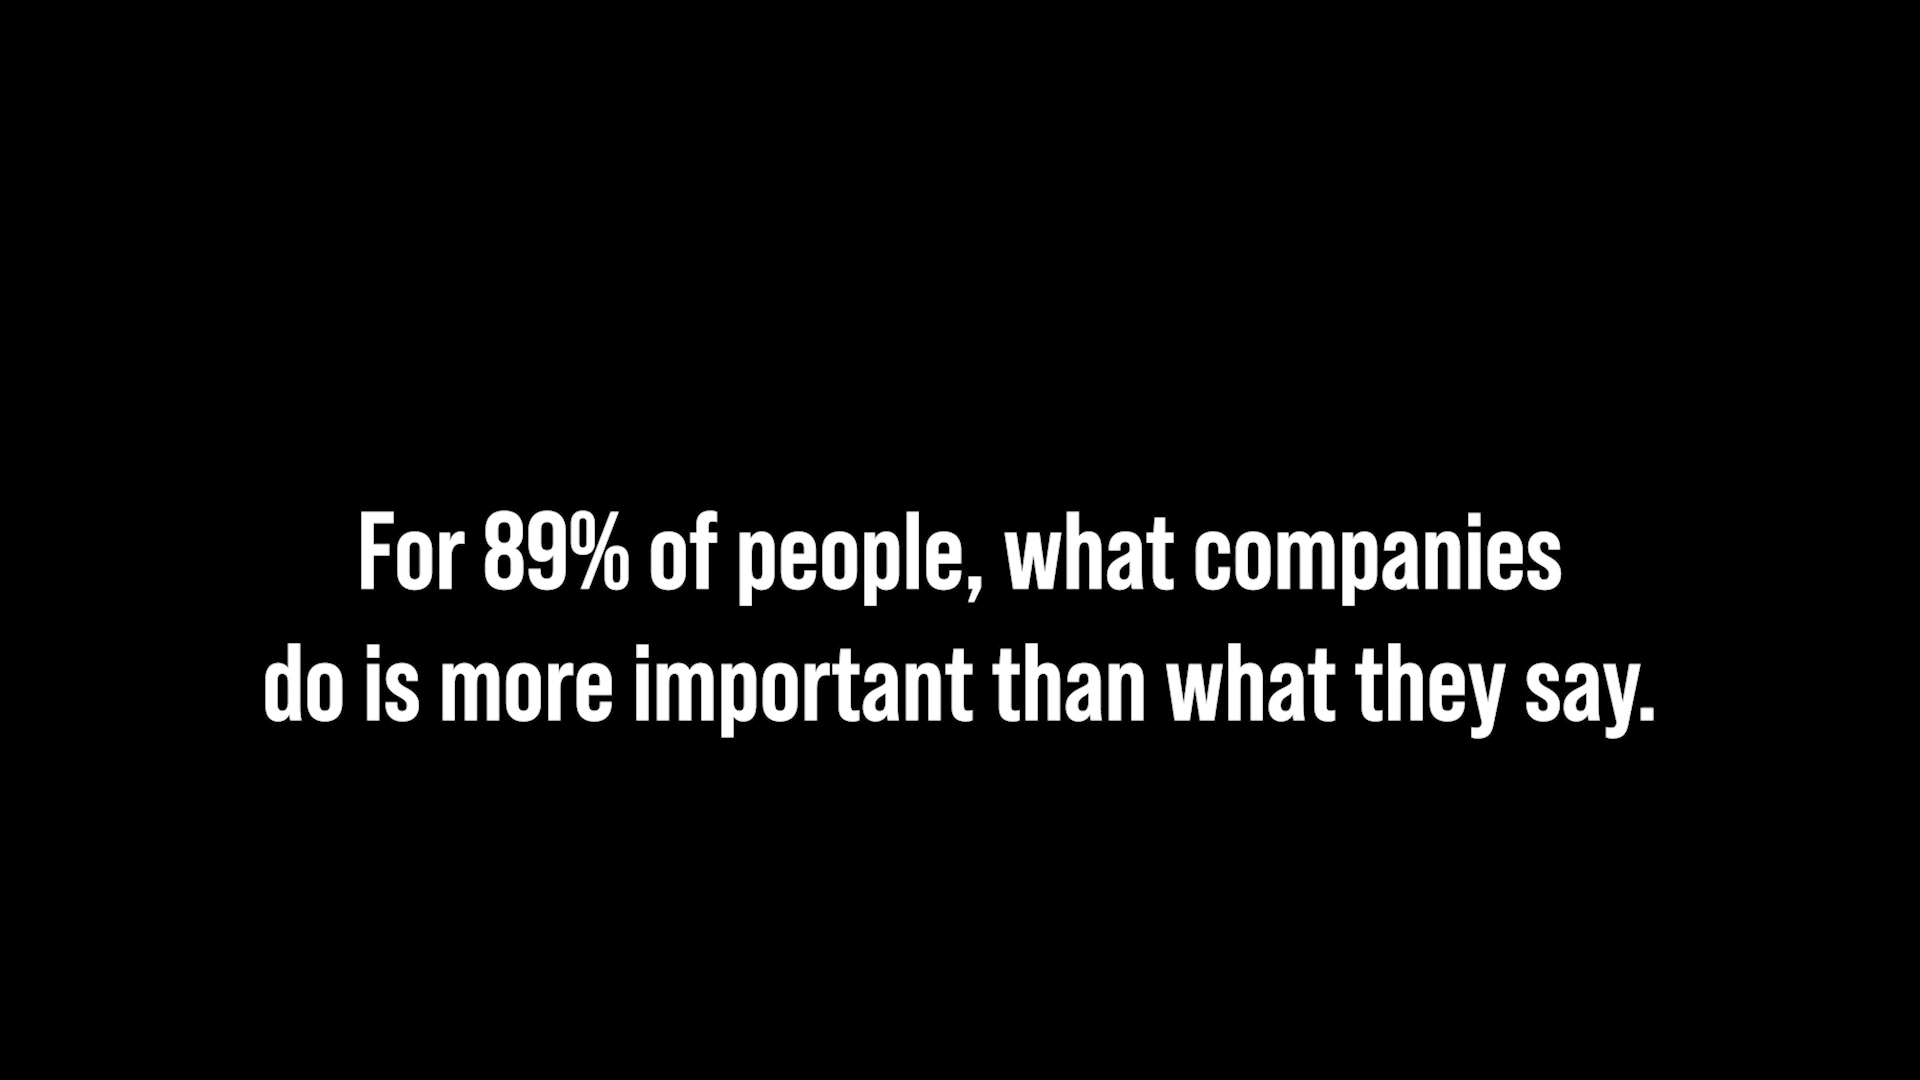 For 89% of people, what companies
do is more important than what they say.